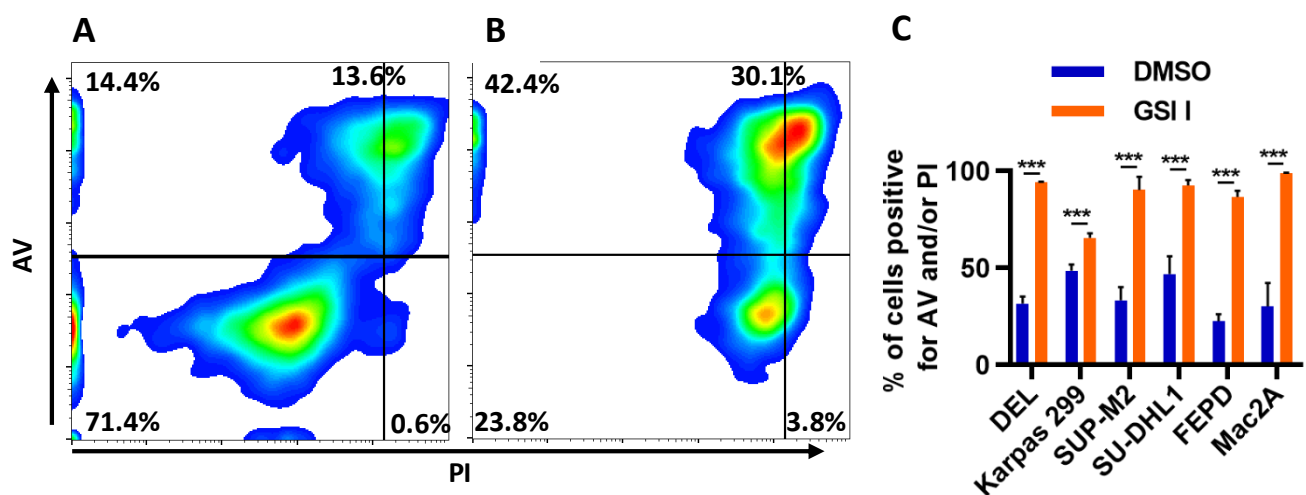 A
B
C
14.4%
13.6%
42.4%
30.1%
71.4%
0.6%
23.8%
3.8%
AV
PI
DMSO
GSI I
% of cells positive
for AV and/or PI
100
50
0
***
***
***
***
***
***
DEL
Karpas 299
SUP-M2
SU-DHL1
FEPD
Mac2A